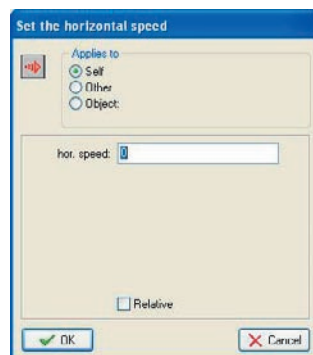 Set the horizontal speed
Applies to
Self
Other
Object:
hor. speed: 0
Relative
OK
Cancel